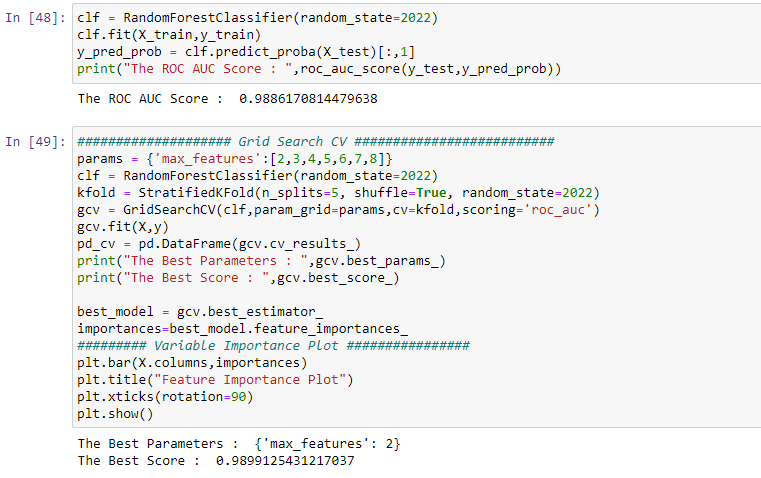 In [48]: clf = RandomForestClassifier(random_state=2022)
clf.fit(X_train,y_train)
y_pred_prob = clf.predict_proba(X_test)[:,1]
print("The ROC AUC Score : ",roc_auc_score(y_test,y_pred_prob))
The ROC AUC Score :  0.9886170814479638
In [49]: #################### Grid Search CV ##########################
params = {'max_features':[2,3,4,5,6,7,8]}
clf = RandomForestClassifier(random_state=2022)
kfold = StratifiedKFold(n_splits=5, shuffle=True, random_state=2022)
gcv = GridSearchCV(clf,param_grid=params,cv=kfold,scoring='roc_auc')
gcv.fit(X,y)
pd_cv = pd.DataFrame(gcv.cv_results_)
print("The Best Parameters : ",gcv.best_params_)
print("The Best Score : ",gcv.best_score_)
best_model = gcv.best_estimator_
importances=best_model.feature_importances_
######### Variable Importance Plot ################
plt.bar(X.columns,importances)
plt.title("Feature Importance Plot")
plt.xticks(rotation=90)
plt.show()
The Best Parameters :  {'max_features': 2}
The Best Score :  0.9899125431217037